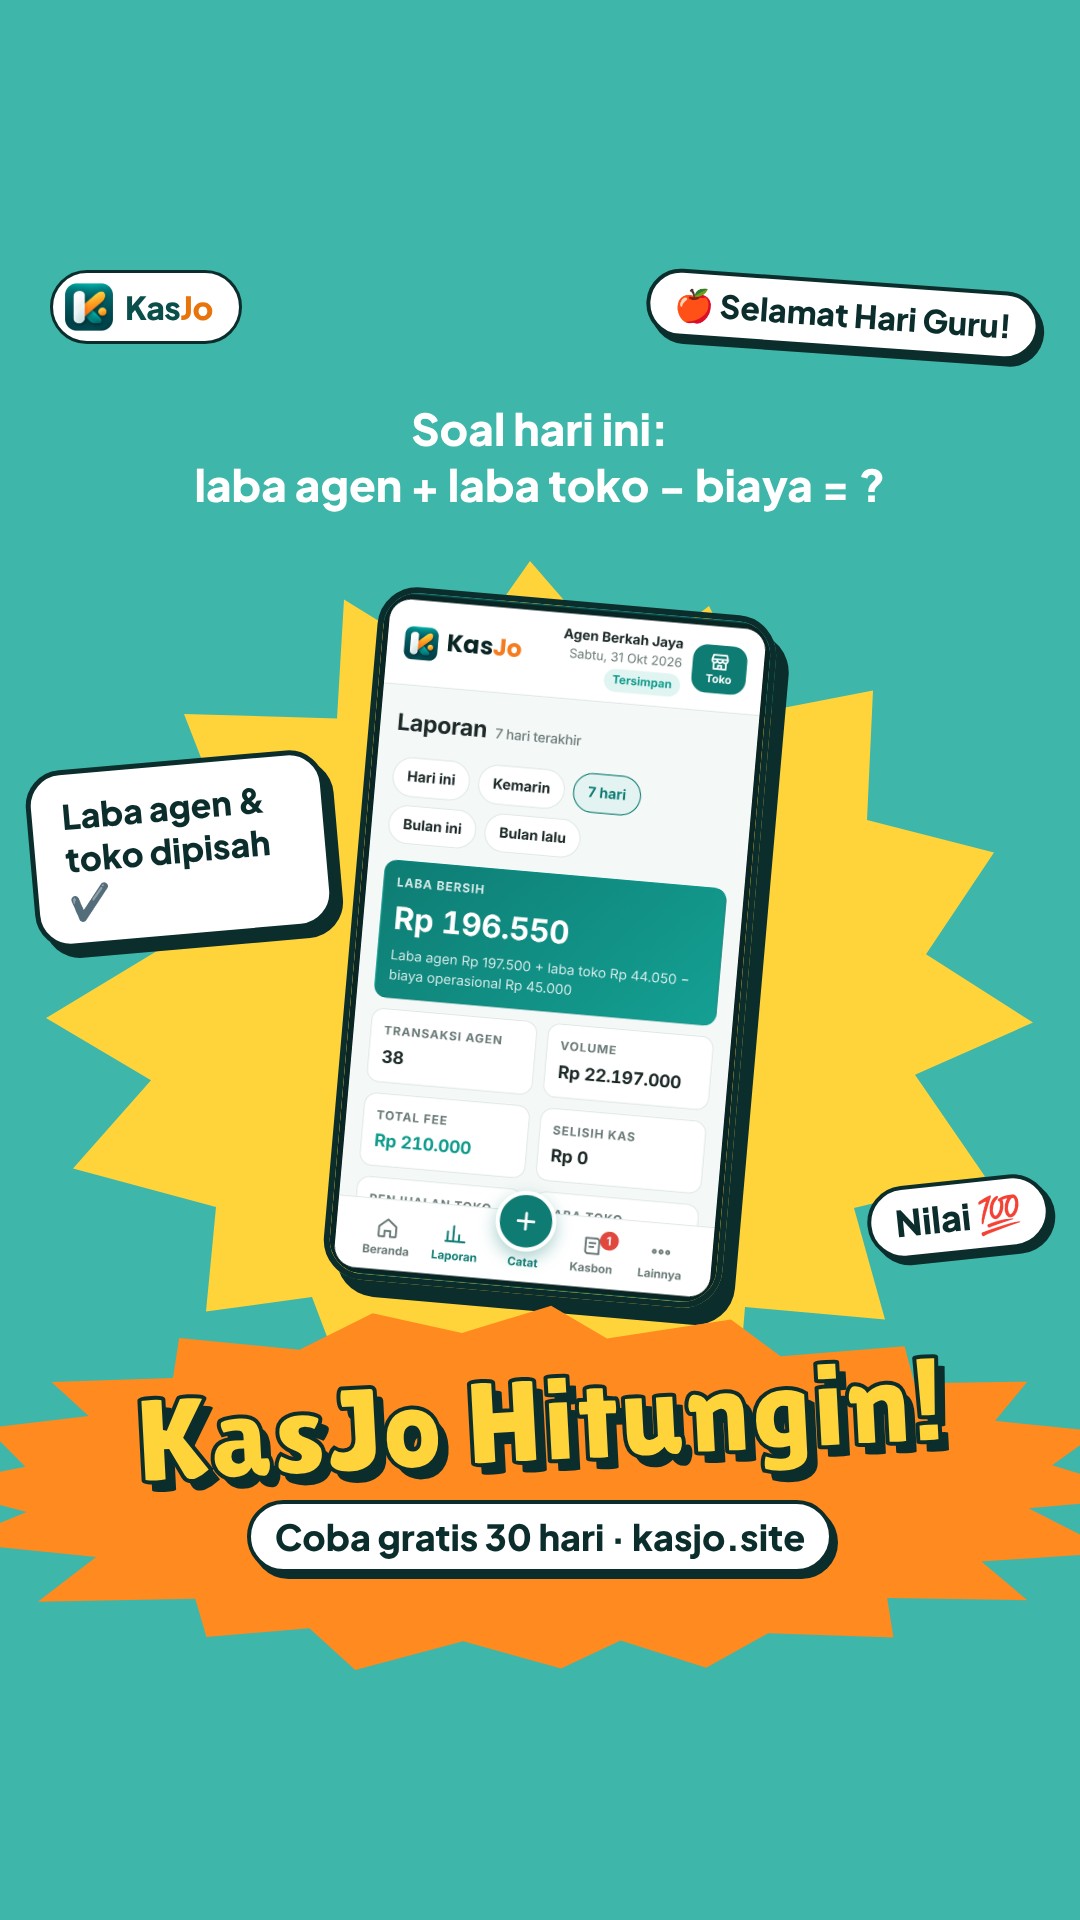 KasJo
🍎 Selamat Hari Guru!
Soal hari ini:
laba agen + laba toko – biaya = ?
KasJo
Agen Berkah Jaya
Sabtu, 31 Okt 2026
Tersimpan
Toko
Laporan 7 hari terakhir
Hari ini
Kemarin
7 hari
Bulan ini
Bulan lalu
Laba agen &
toko dipisah
✔️
LABA BERSIH
Rp 196.550
Laba agen Rp 197.500 + laba toko Rp 44.050 −
biaya operasional Rp 45.000
TRANSAKSI AGEN
38
VOLUME
Rp 22.197.000
TOTAL FEE
Rp 210.000
SELISIH KAS
Rp 0
PENJUALAN TOKO
Beranda
Laporan
Catat
Kasbon
1
Lainnya
Nilai 💯
KasJo Hitungin!
Coba gratis 30 hari · kasjo.site